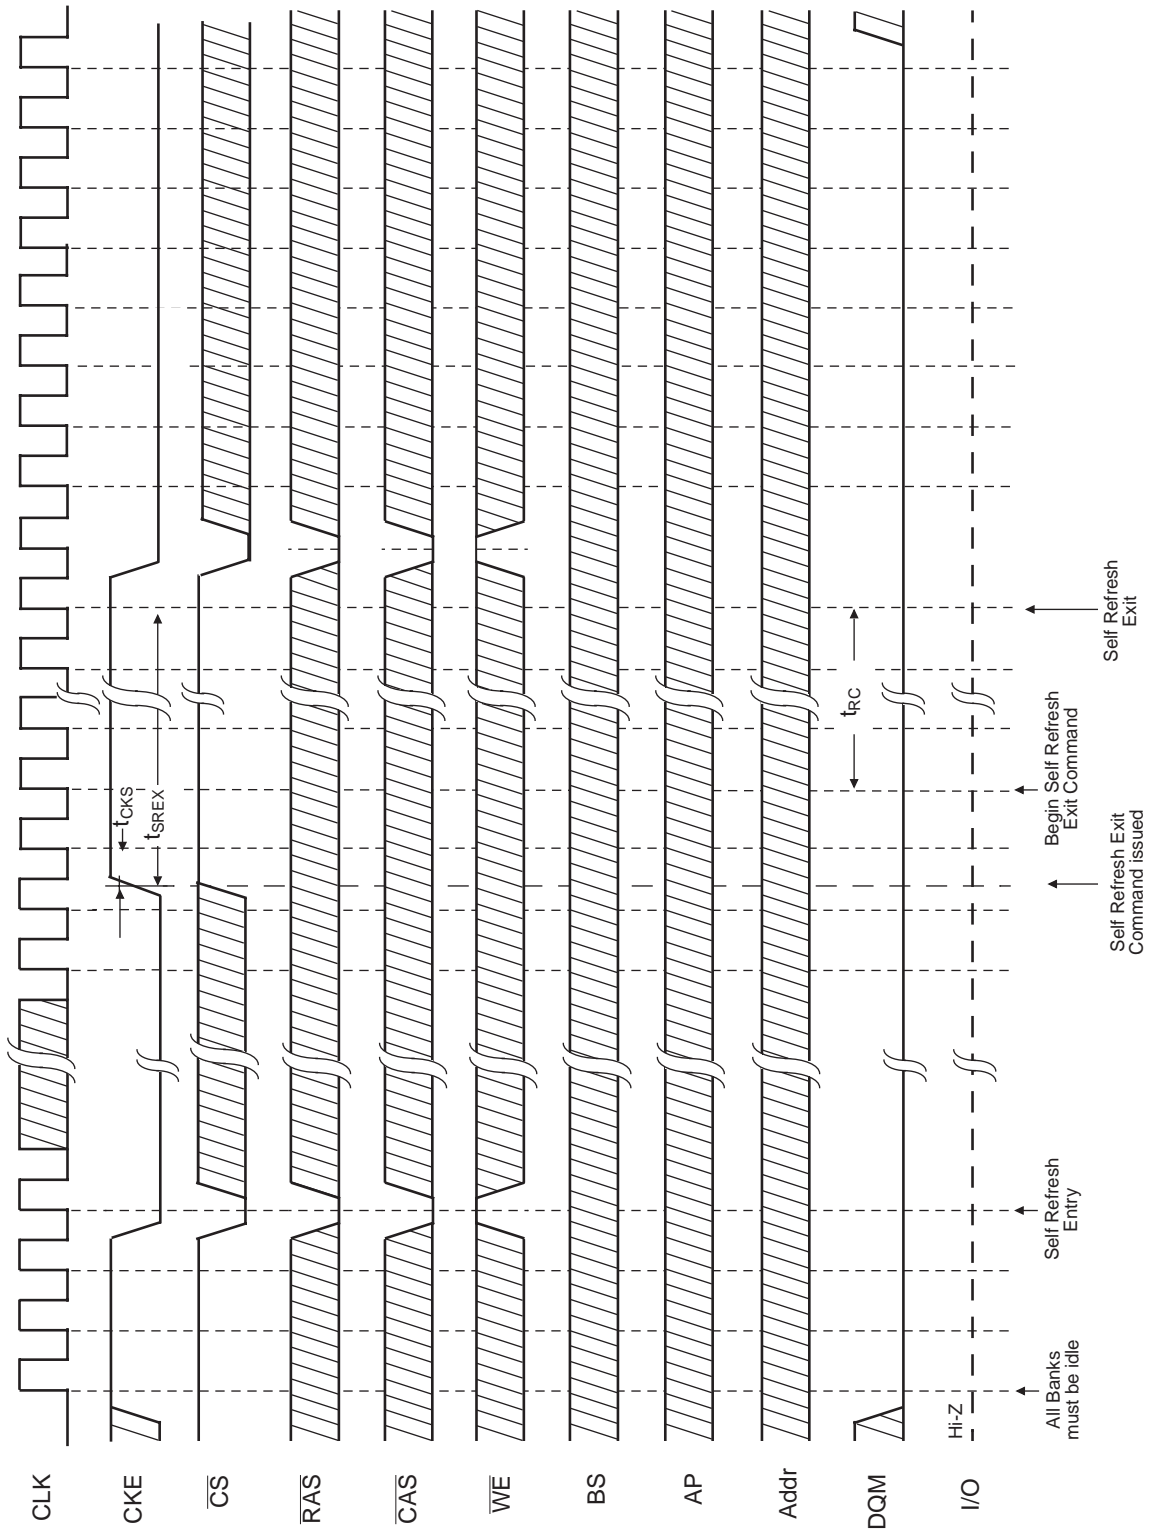 CLK
CKE
CS
RAS
CAS
WE
BS
AP
Addr
DQM
I/O
Hi-Z
tCKS
tSREX
tRC
All Banks
must be idle
Self Refresh
Entry
Self Refresh Exit
Command issued
Begin Self Refresh
Exit Command
Self Refresh
Exit